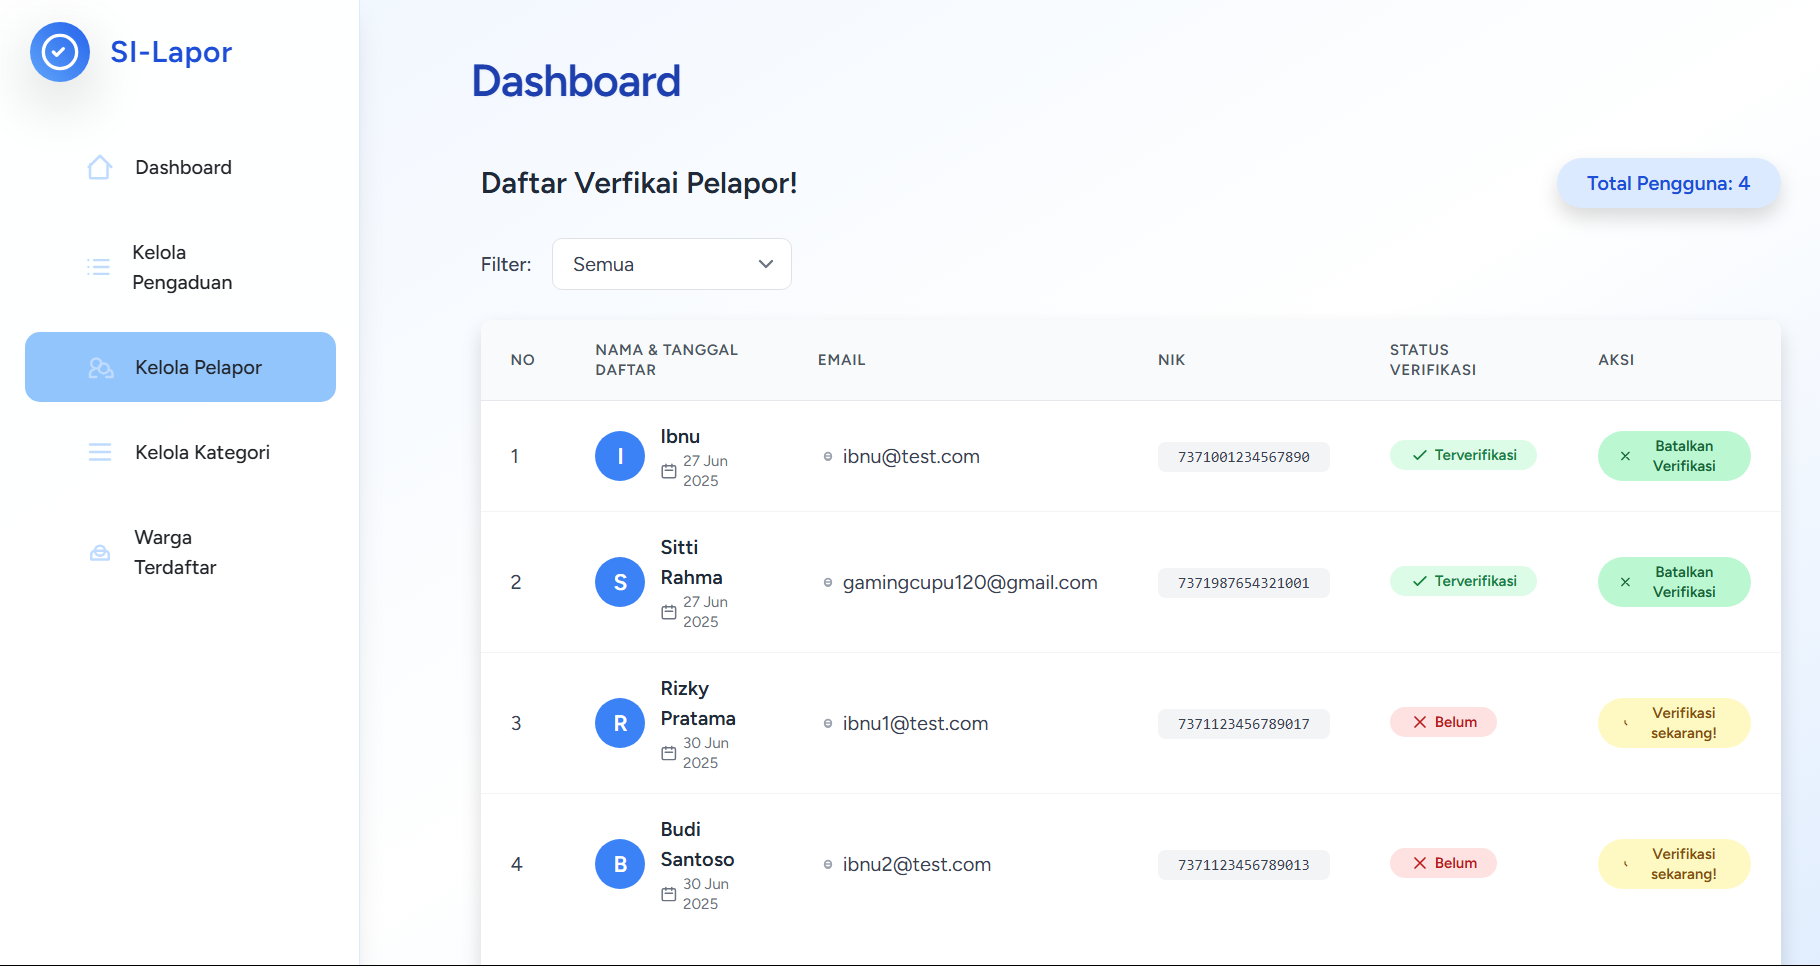 SI-Lapor
Dashboard
Kelola
Pengaduan
Kelola Pelapor
Kelola Kategori
Warga
Terdaftar
Dashboard
Daftar Verfikai Pelapor!
Total Pengguna: 4
Filter: Semua
NO NAMA & TANGGAL DAFTAR EMAIL NIK STATUS VERIFIKASI AKSI
1
I
Ibnu
27 Jun
2025
ibnu@test.com
7371001234567890
Terverifikasi
Batalkan
Verifikasi
2
S
Sitti
Rahma
27 Jun
2025
gamingcupu120@gmail.com
7371987654321001
Terverifikasi
Batalkan
Verifikasi
3
R
Rizky
Pratama
30 Jun
2025
ibnu1@test.com
7371123456789017
Belum
Verifikasi
sekarang!
4
B
Budi
Santoso
30 Jun
2025
ibnu2@test.com
7371123456789013
Belum
Verifikasi
sekarang!